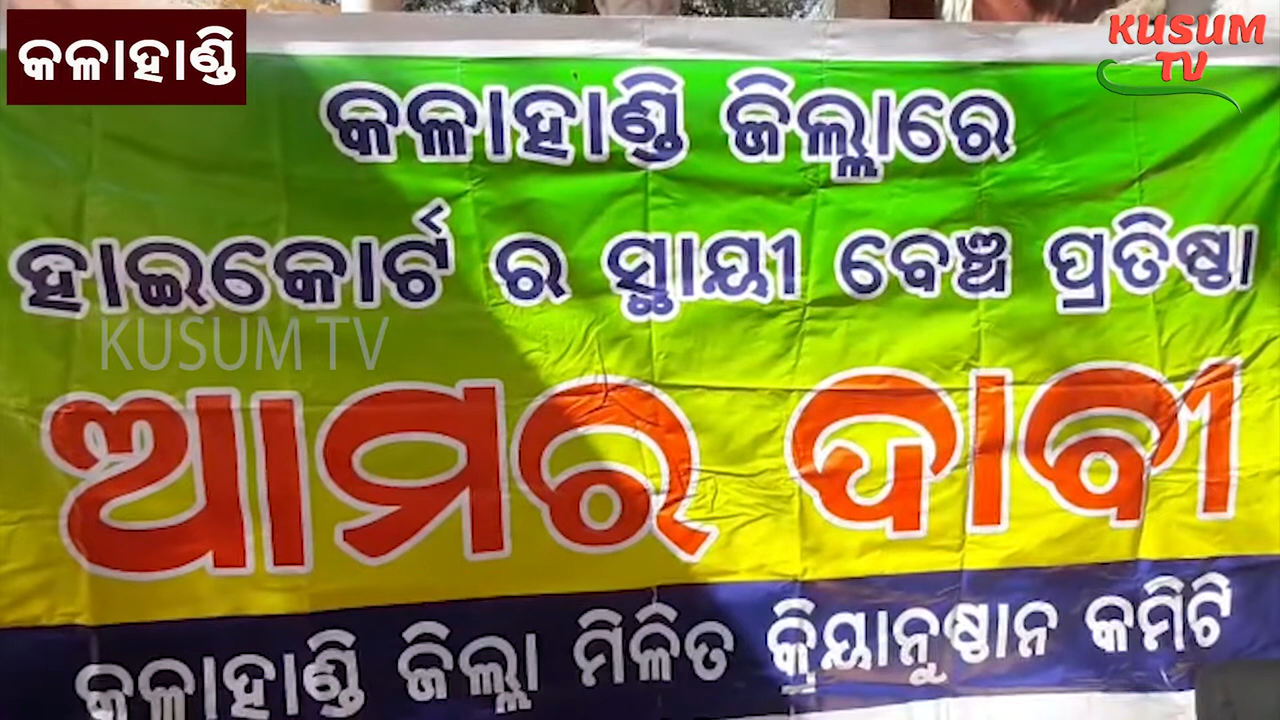 କଳାହାଣ୍ଡି
KUSUM
TV
କଳାହାଣ୍ଡି ଜିଲ୍ଲାରେ
ହାଇକୋର୍ଟ ର ସ୍ଥାୟୀ ବେଞ୍ଚ ପ୍ରତିଷ୍ଠା
KUSUM TV
ଆମର ଦାବୀ
କଳାହାଣ୍ଡି ଜିଲ୍ଲା ମିଳିତ କ୍ରିୟାନୁଷ୍ଠାନ କମିଟି